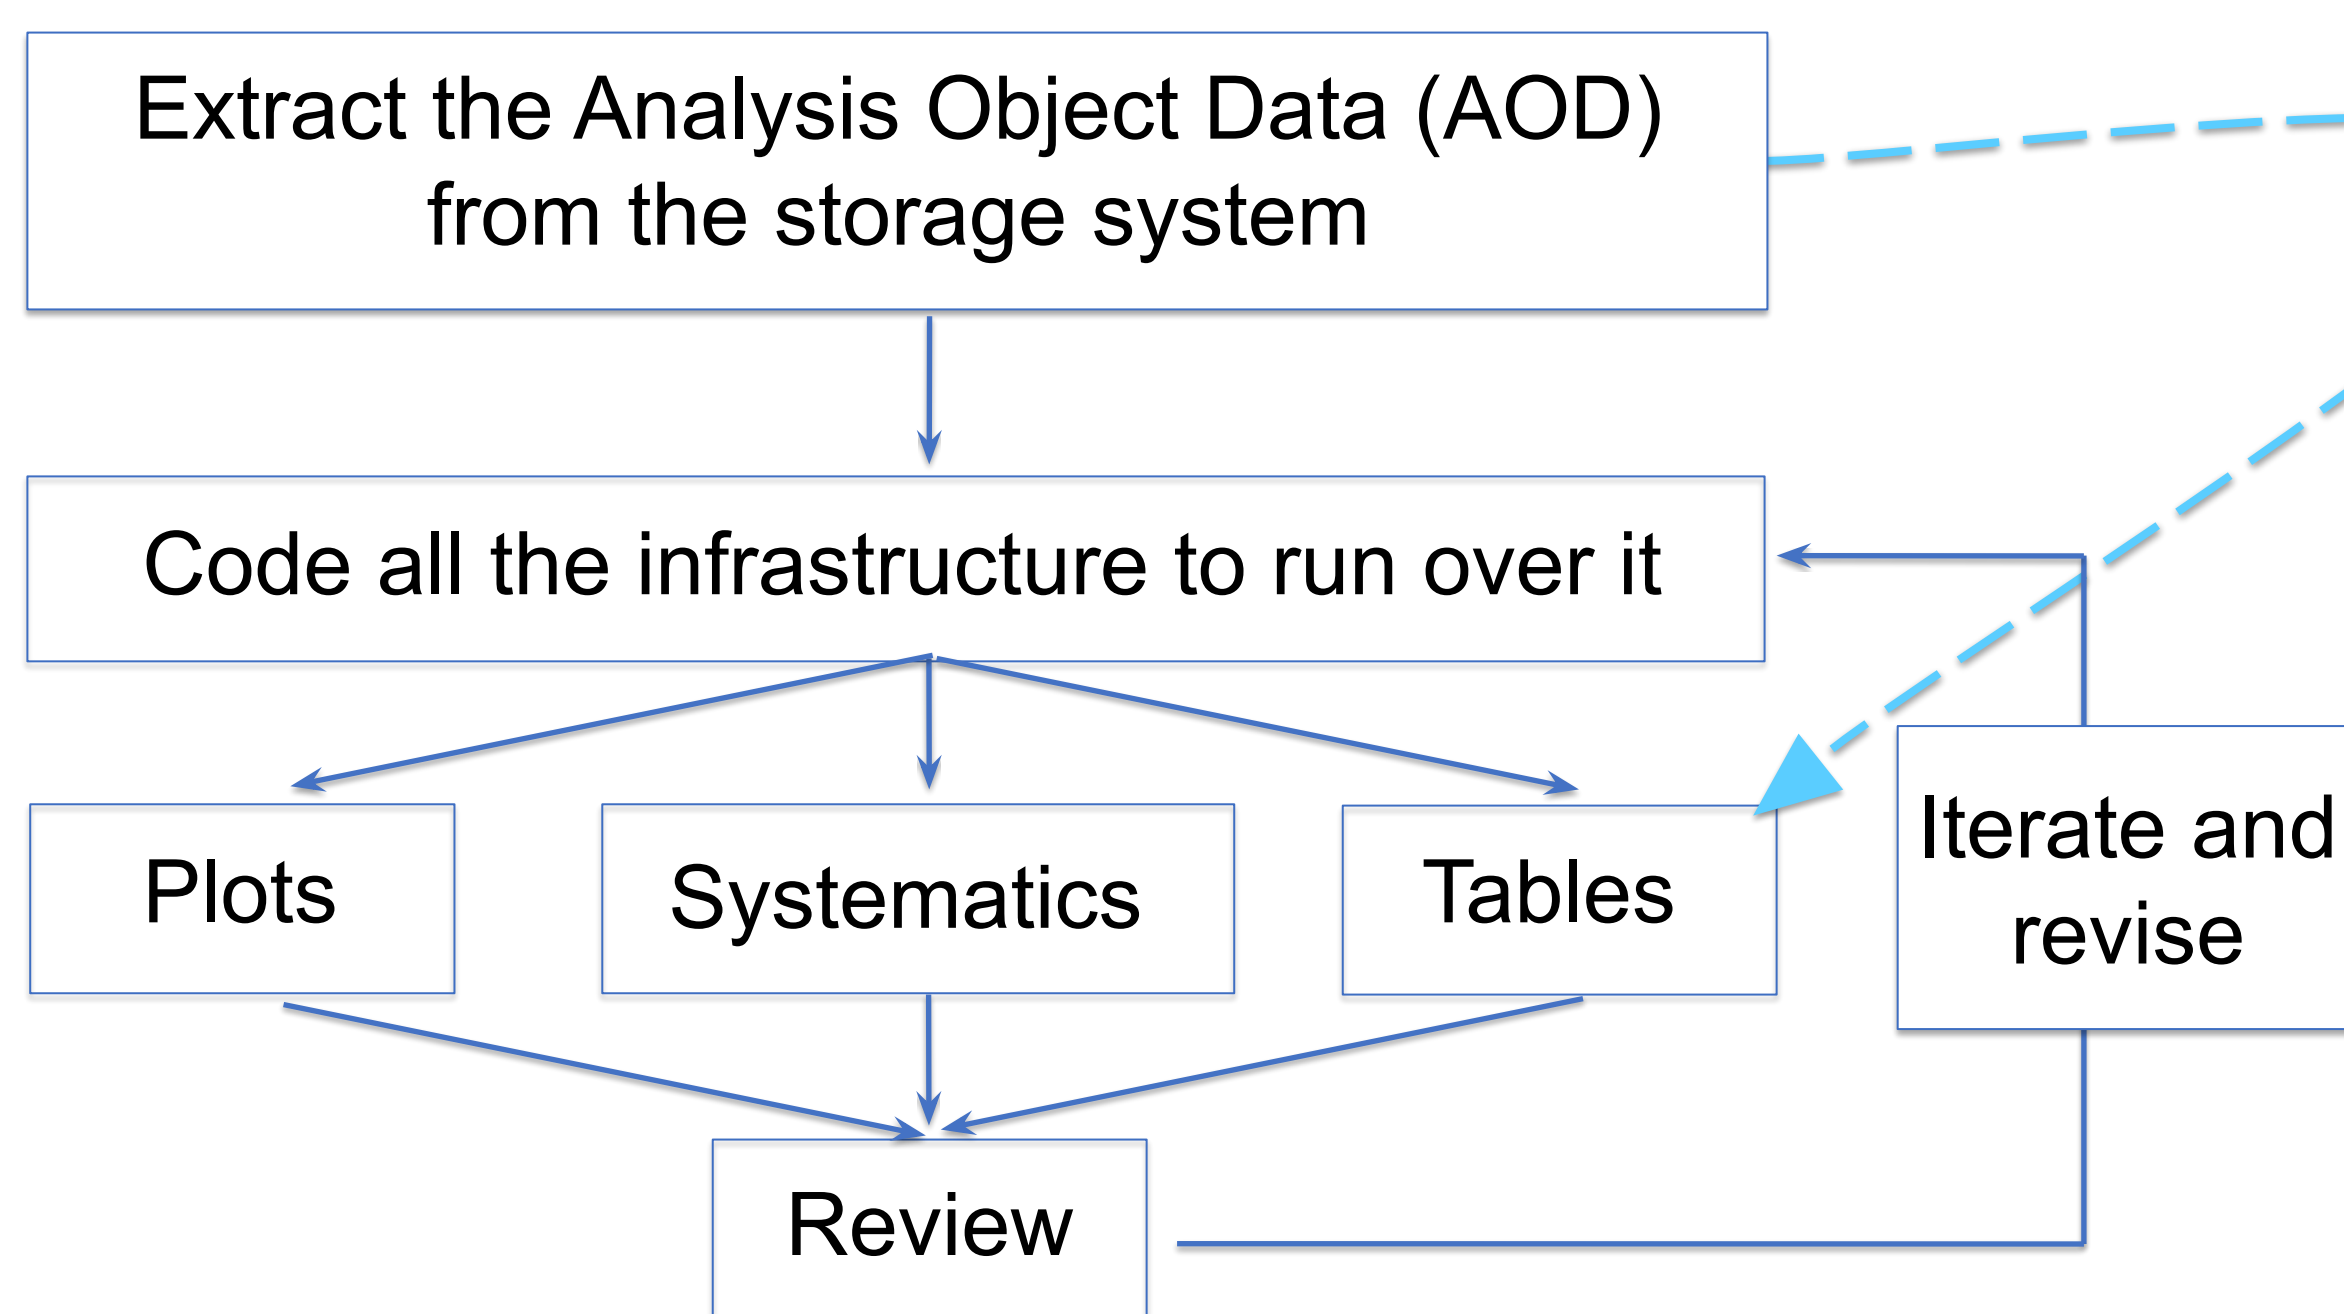 Extract the Analysis Object Data (AOD)
from the storage system
Code all the infrastructure to run over it
Plots
Systematics
Tables
Iterate and
revise
Review